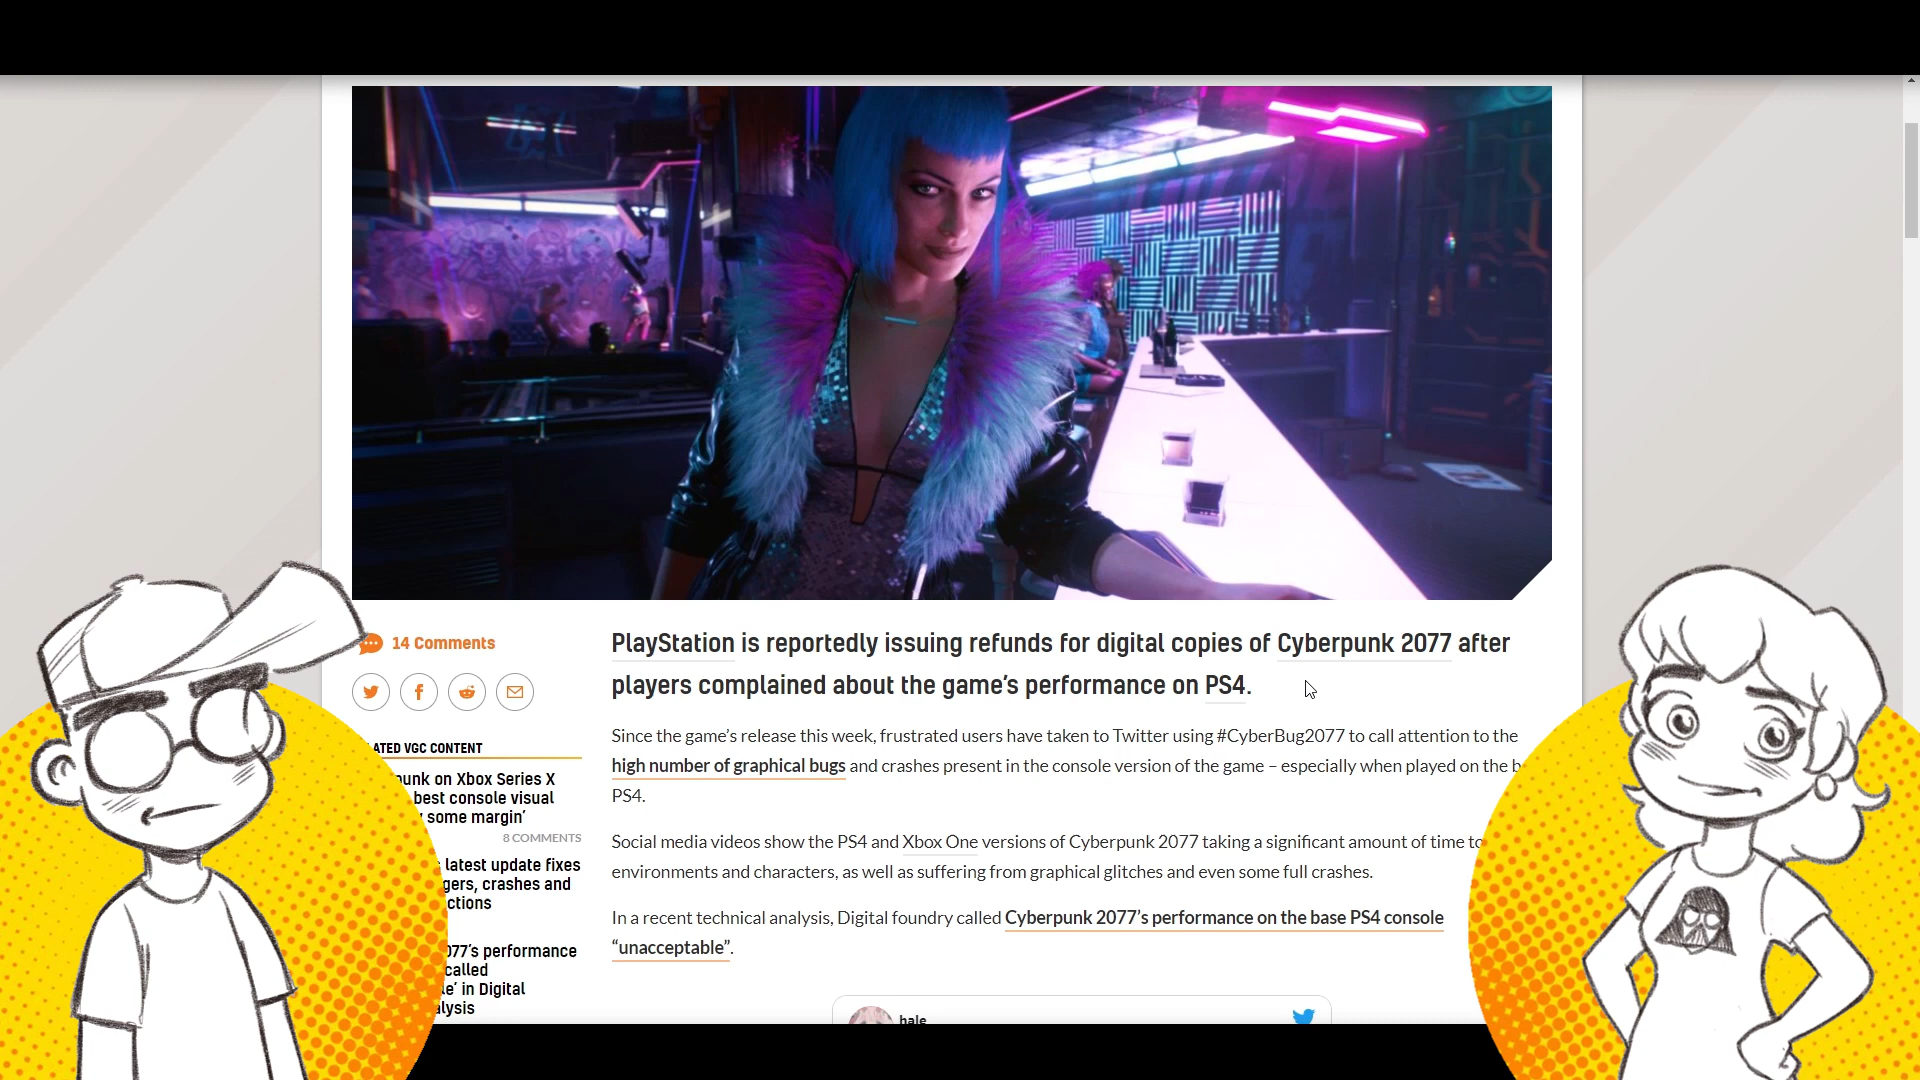 14 Comments
PlayStation is reportedly issuing refunds for digital copies of Cyberpunk 2077 after
players complained about the game's performance on PS4.
Since the game's release this week, frustrated users have taken to Twitter using #CyberBug2077 to call attention to the
high number of graphical bugs and crashes present in the console version of the game – especially when played on the
PS4.
Social media videos show the PS4 and Xbox One versions of Cyberpunk 2077 taking a significant amount of time to
environments and characters, as well as suffering from graphical glitches and even some full crashes.
In a recent technical analysis, Digital foundry called Cyberpunk 2077's performance on the base PS4 console
“unacceptable”.
VGC CONTENT
on Xbox Series X
best console visual
some margin'
8 COMMENTS
latest update fixes
crashes and
performance
called
in Digital
hale